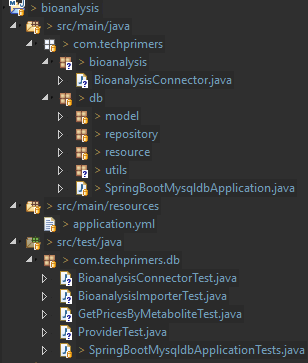 > bioanalysis
> src/main/java
> com.techprimers
> bioanalysis
BioanalysisConnector.java
> db
> model
> repository
> resource
> utils
> SpringBootMysqldbApplication.java
> src/main/resources
> application.yml
> src/test/java
> com.techprimers.db
BioanalysisConnectorTest.java
BioanalysisImporterTest.java
GetPricesByMetaboliteTest.java
ProviderTest.java
> SpringBootMysqldbApplicationTests.java